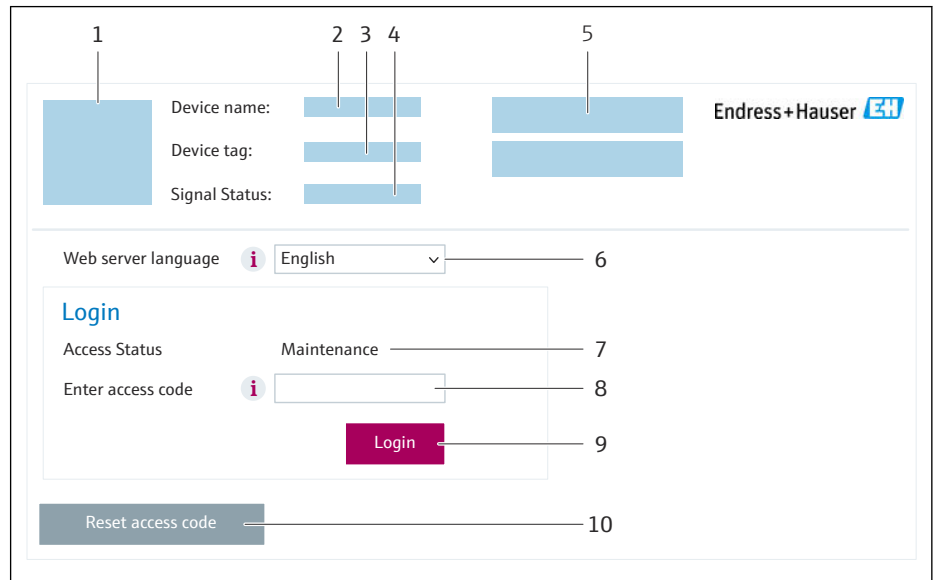 1 2 3 4 5
Device name:
Endress+Hauser EH
Device tag:
Signal Status:
Web server language i English 6
Login
Access Status Maintenance 7
Enter access code i 8
Login 9
Reset access code 10